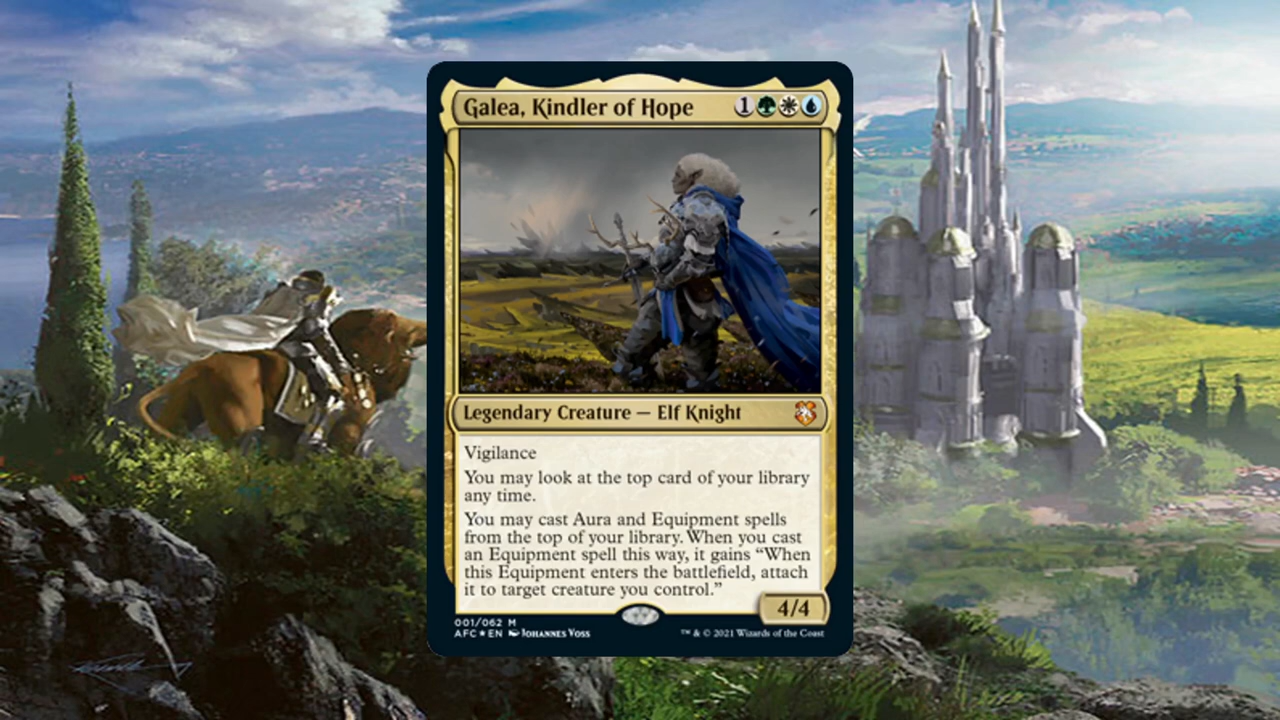 Galea, Kindler of Hope 1
Legendary Creature — Elf Knight
Vigilance
You may look at the top card of your library
any time.
You may cast Aura and Equipment spells
from the top of your library. When you cast
an Equipment spell this way, it gains “When
this Equipment enters the battlefield, attach
it to target creature you control.”
4/4
001/062 M
AFC★EN Johannes Voss
™ & © 2021 Wizards of the Coast